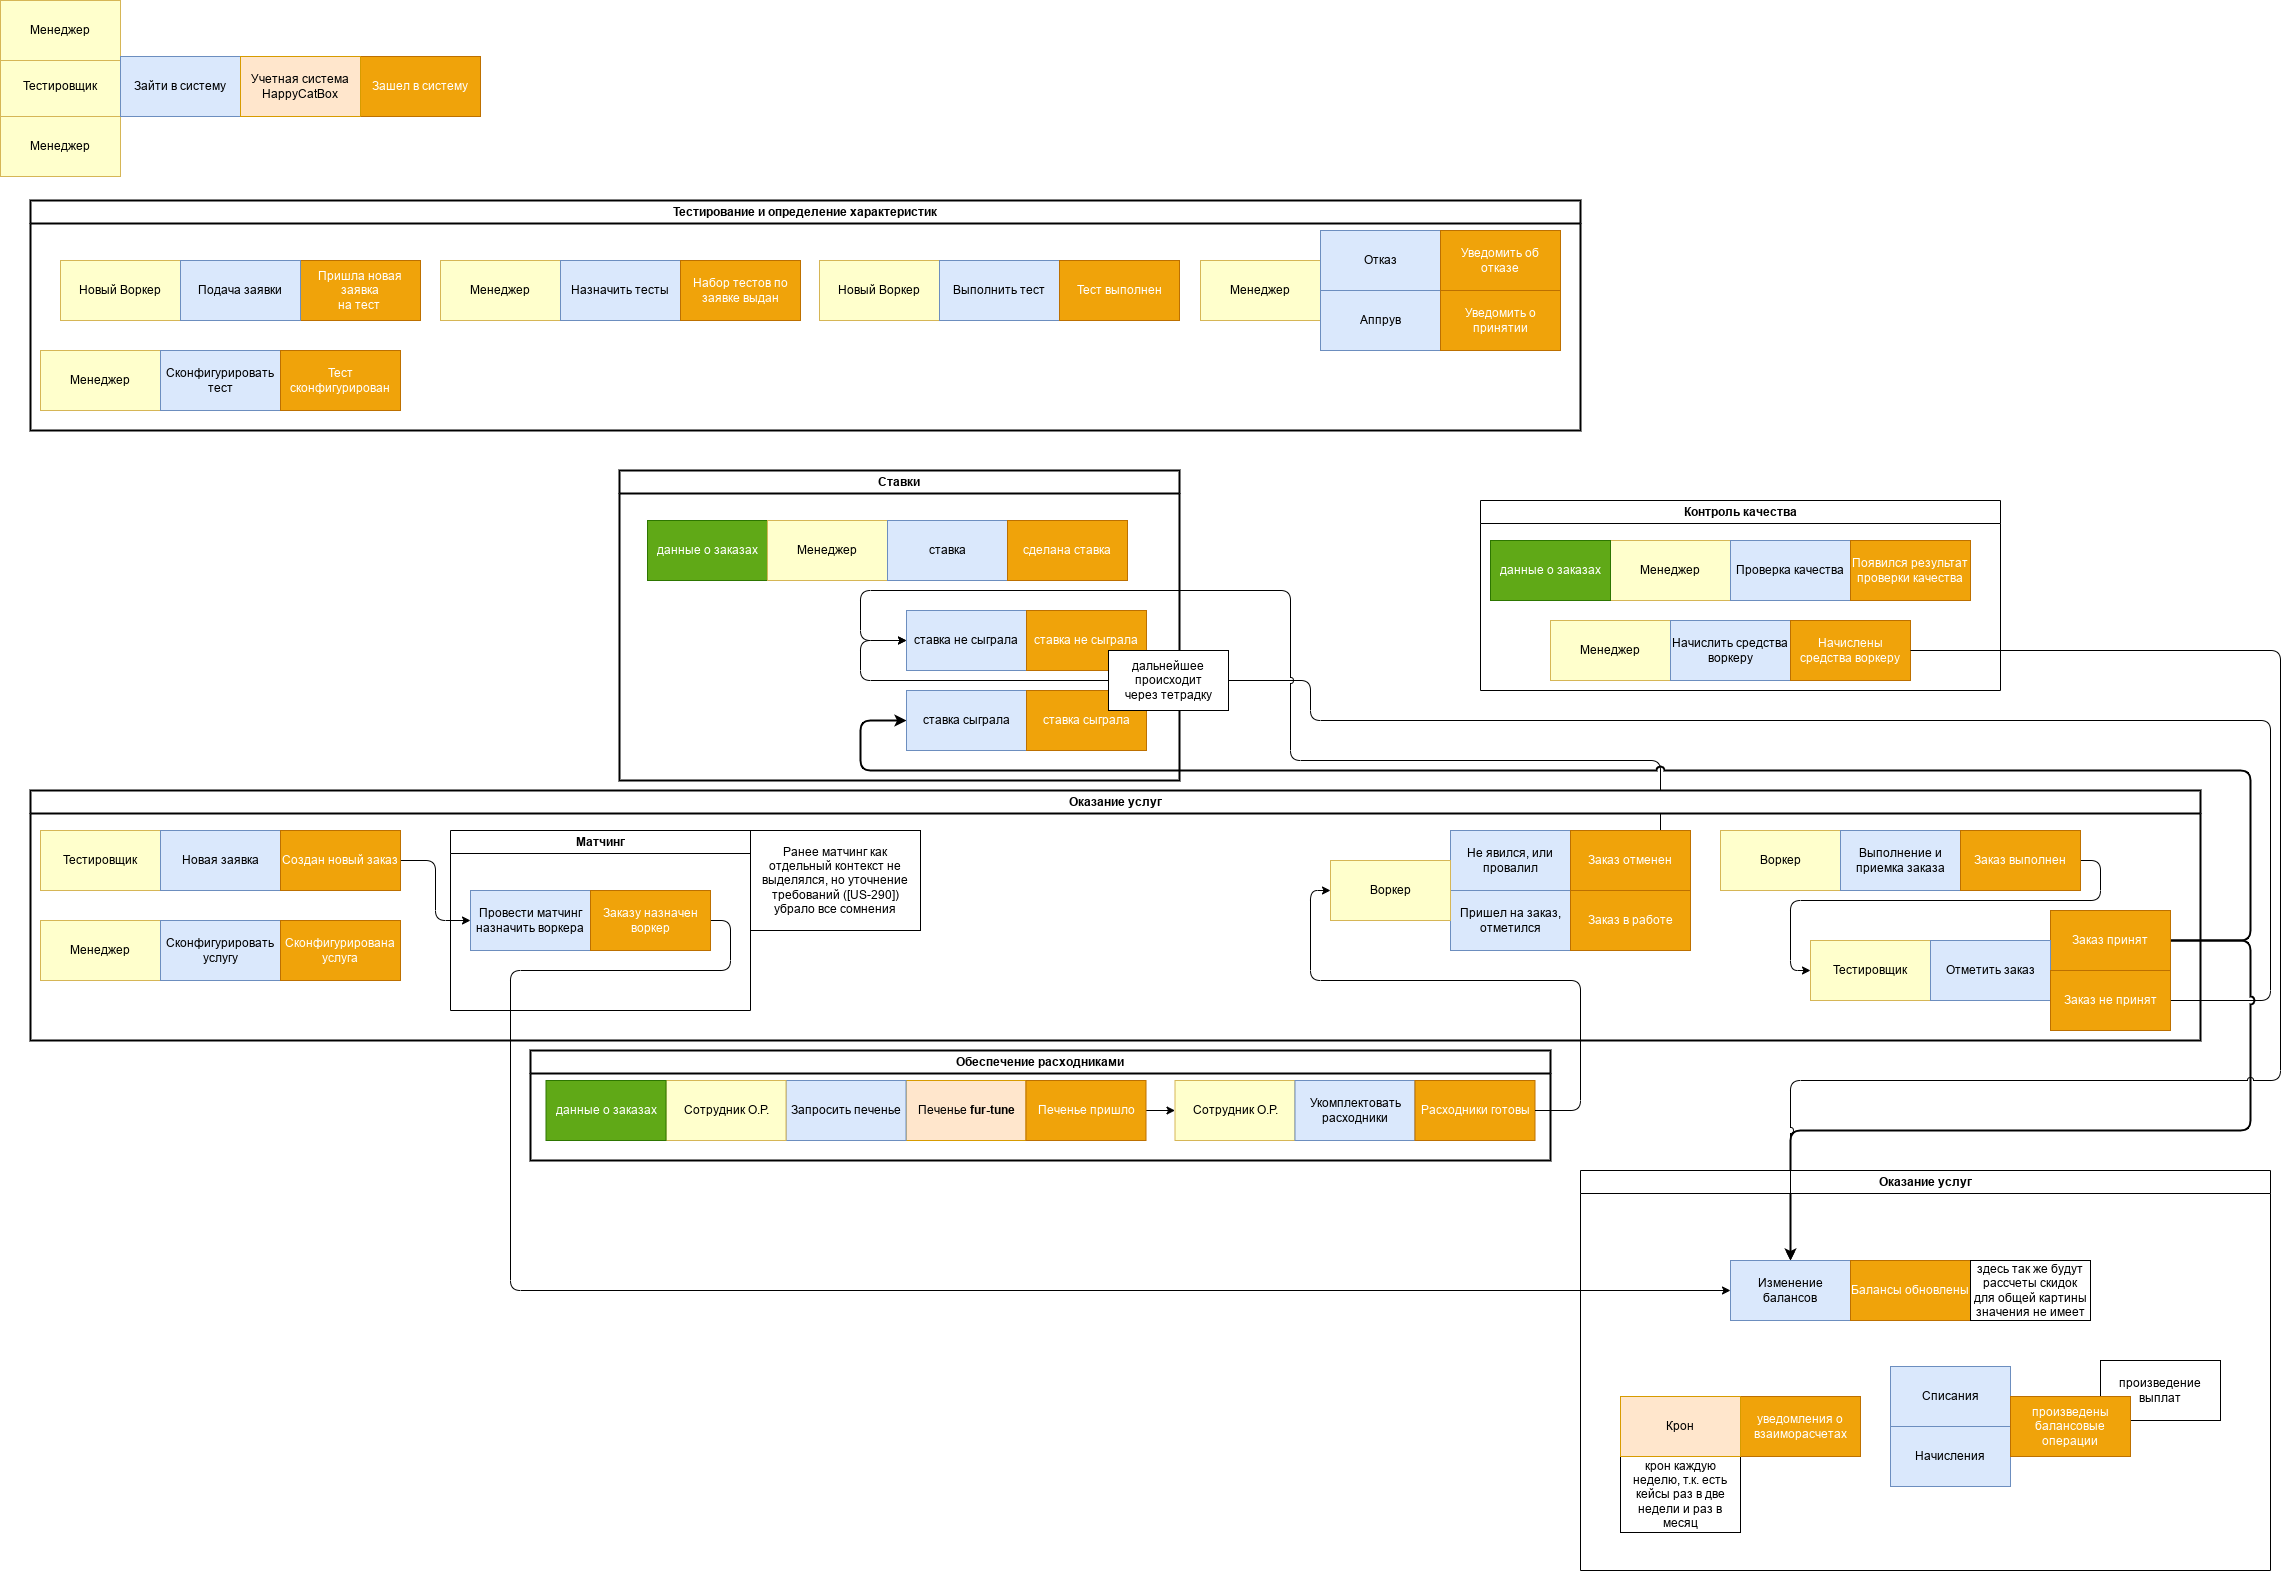 Менеджер
Тестировщик
Зайти в систему
Учетная система
HappyCatBox
Зашел в систему
Менеджер
Тестирование и определение характеристик
Новый Воркер
Подача заявки
Пришла новая
заявка
на тест
Менеджер
Назначить тесты
Набор тестов по
заявке выдан
Новый Воркер
Выполнить тест
Тест выполнен
Менеджер
Отказ
Уведомить об
отказе
Аппрув
Уведомить о
принятии
Менеджер
Сконфигурировать
тест
Тест
сконфигурирован
Ставки
данные о заказах
Менеджер
ставка
сделана ставка
ставка не сыграла
ставка не сыграла
дальнейшее
происходит
через тетрадку
ставка сыграла
ставка сыграла
Контроль качества
данные о заказах
Менеджер
Проверка качества
Появился результат
проверки качества
Менеджер
Начислить средства
воркеру
Начислены
средства воркеру
Оказание услуг
Тестировщик
Новая заявка
Создан новый заказ
Менеджер
Сконфигурировать
услугу
Сконфигурирована
услуга
Матчинг
Провести матчинг
назначить воркера
Заказу назначен
воркер
Ранее матчинг как
отдельный контекст не
выделялся, но уточнение
требований ([US-290])
убрало все сомнения
Воркер
Не явился, или
провалил
Заказ отменен
Пришел на заказ,
отметился
Заказ в работе
Воркер
Выполнение и
приемка заказа
Заказ выполнен
Тестировщик
Отметить заказ
Заказ принят
Заказ не принят
Обеспечение расходниками
данные о заказах
Сотрудник О.Р.
Запросить печенье
Печенье fur-tune
Печенье пришло
Сотрудник О.Р.
Укомплектовать
расходники
Расходники готовы
Оказание услуг
Изменение
балансов
Балансы обновлены
здесь так же будут
рассчеты скидок
для общей картины
значения не имеет
Крон
уведомления о
взаиморасчетах
крон каждую
неделю, т.к. есть
кейсы раз в две
недели и раз в
месяц
Списания
Начисления
произведены
балансовые
операции
произведение
выплат